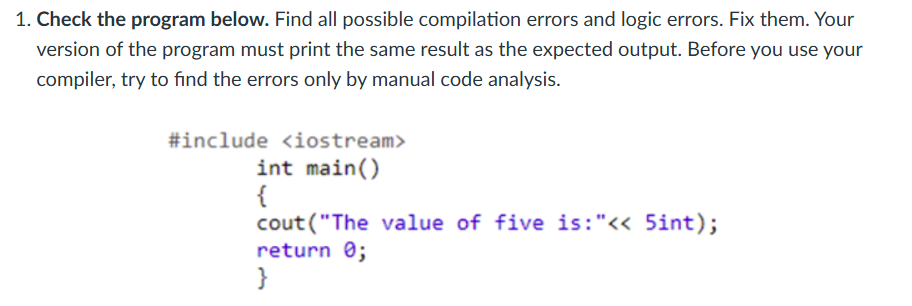 1. Check the program below. Find all possible compilation errors and logic errors. Fix them. Your
version of the program must print the same result as the expected output. Before you use your
compiler, try to find the errors only by manual code analysis.
#include <iostream>
int main()
{
cout("The value of five is:"<< 5int);
return 0;
}